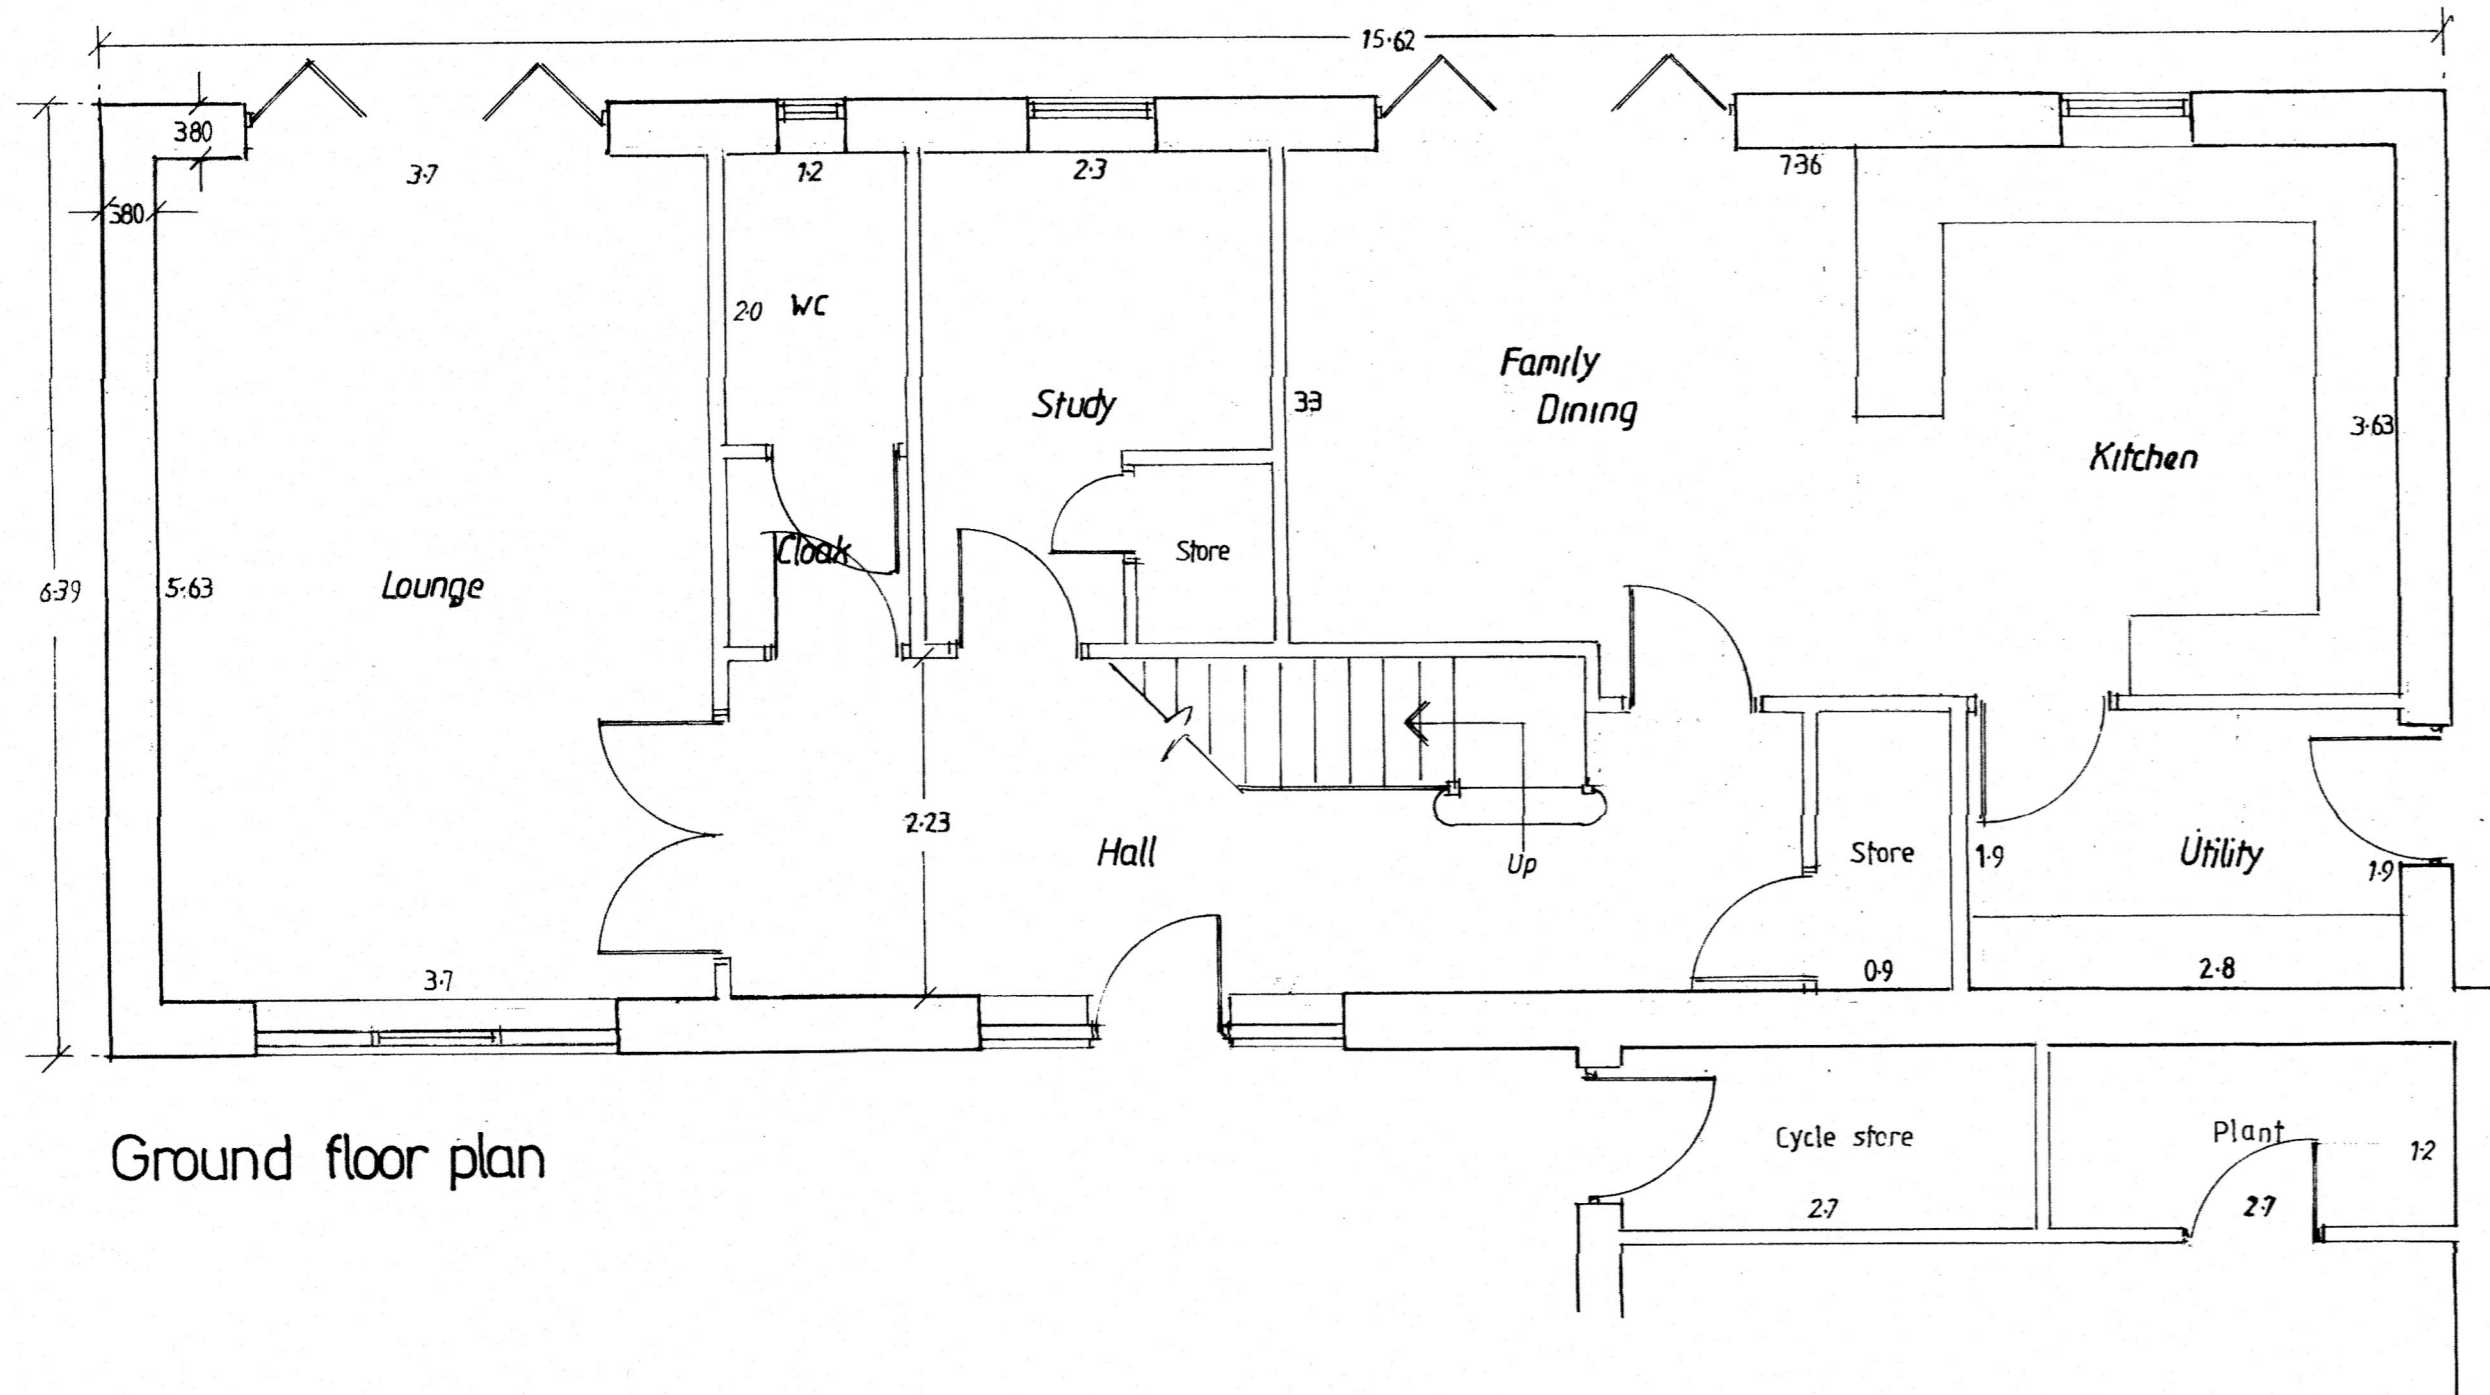 15.62
380
3.7
380
1.2
2.3
7.36
2.0
WC
Family
Dining
3.3
Study
3.63
Kitchen
Cloak
Store
Lounge
6.39
5.63
2.23
Hall
Up
Store
1.9
Utility
1.9
3.7
0.9
2.8
Ground floor plan
Cycle store
Plant
1.2
2.7
2.7